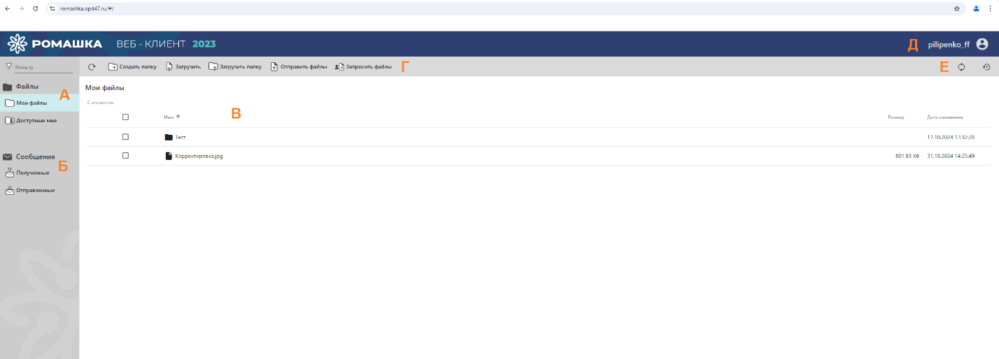 romashka.epd47.ru/#/
РОМАШКА ВЕБ - КЛИЕНТ 2023 Д pilipenko_ff
Фильтр Создать папку Загрузить Загрузить папку Отправить файлы Запросить файлы Г Е
Файлы
А
Мои файлы
Доступные мне
Сообщения
Б
Полученные
Отправленные
Мои файлы
2 элементов
Имя В Размер Дата изменения
Тест 17.10.2024 17:32:28
Корректировка.jpg 801,93 Кб 31.10.2024 14:25:49